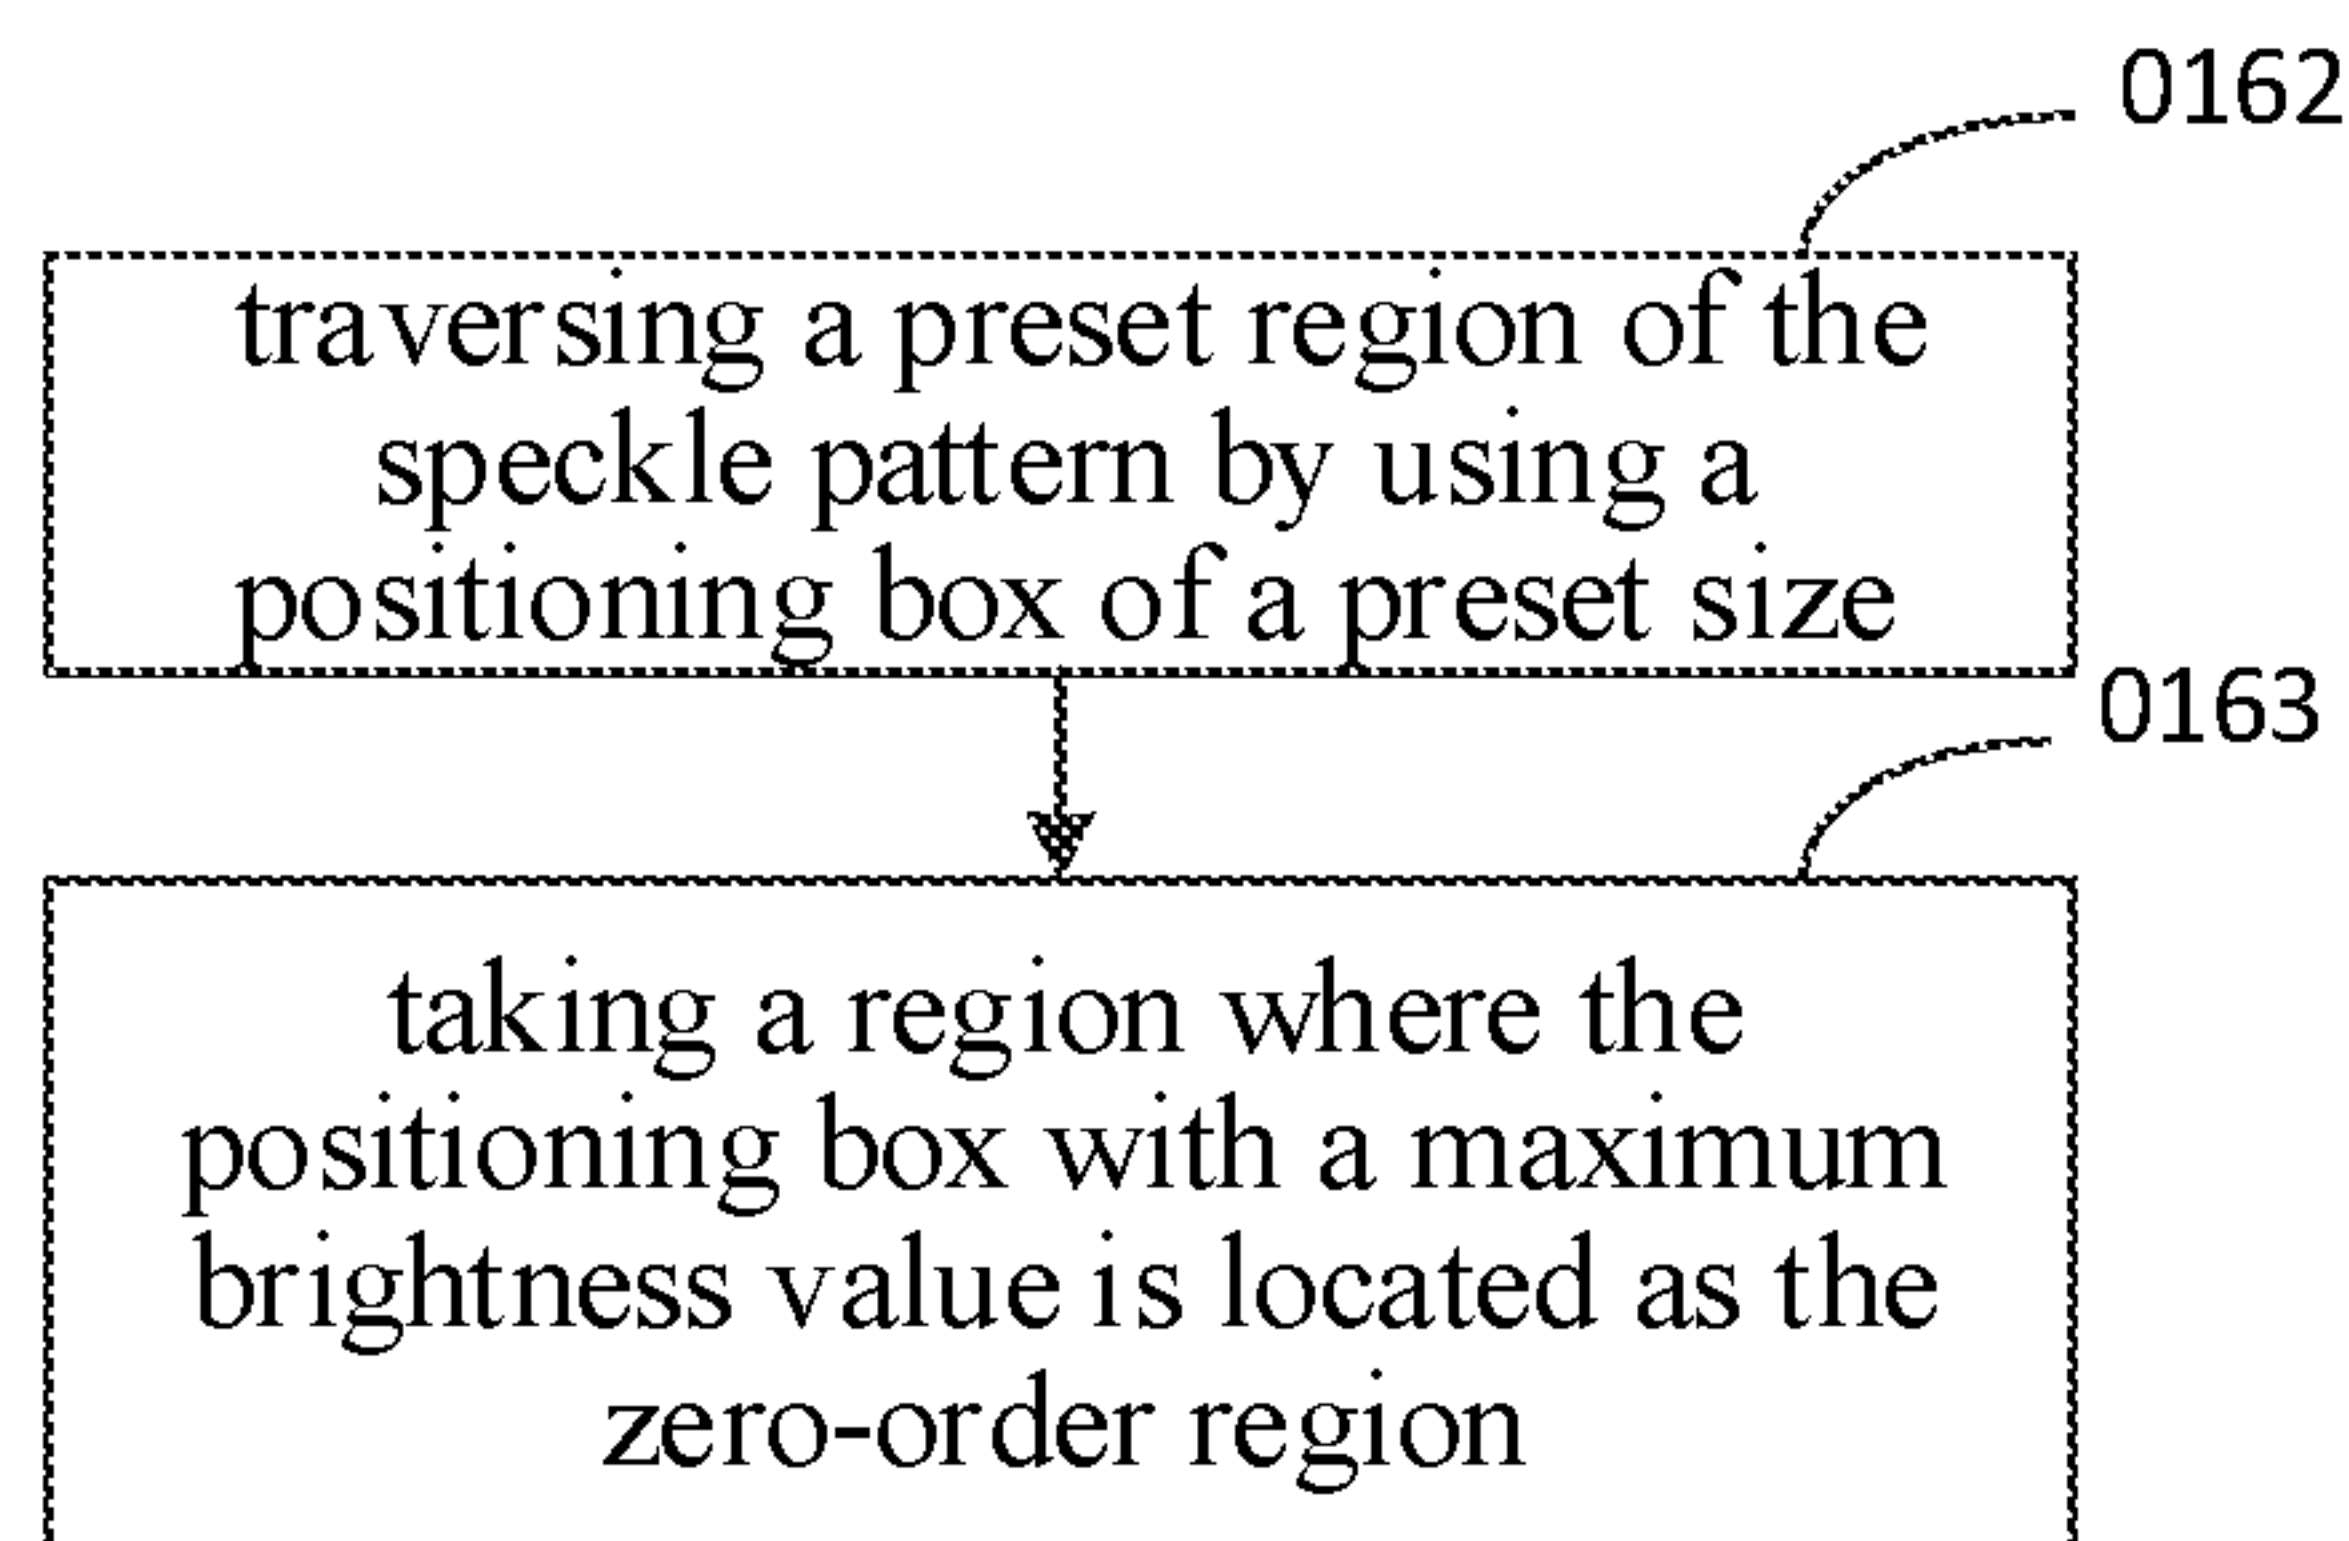 0162
traversing a preset region of the
speckle pattern by using a
positioning box of a preset size
0163
taking a region where the
positioning box with a maximum
brightness value is located as the
zero-order region